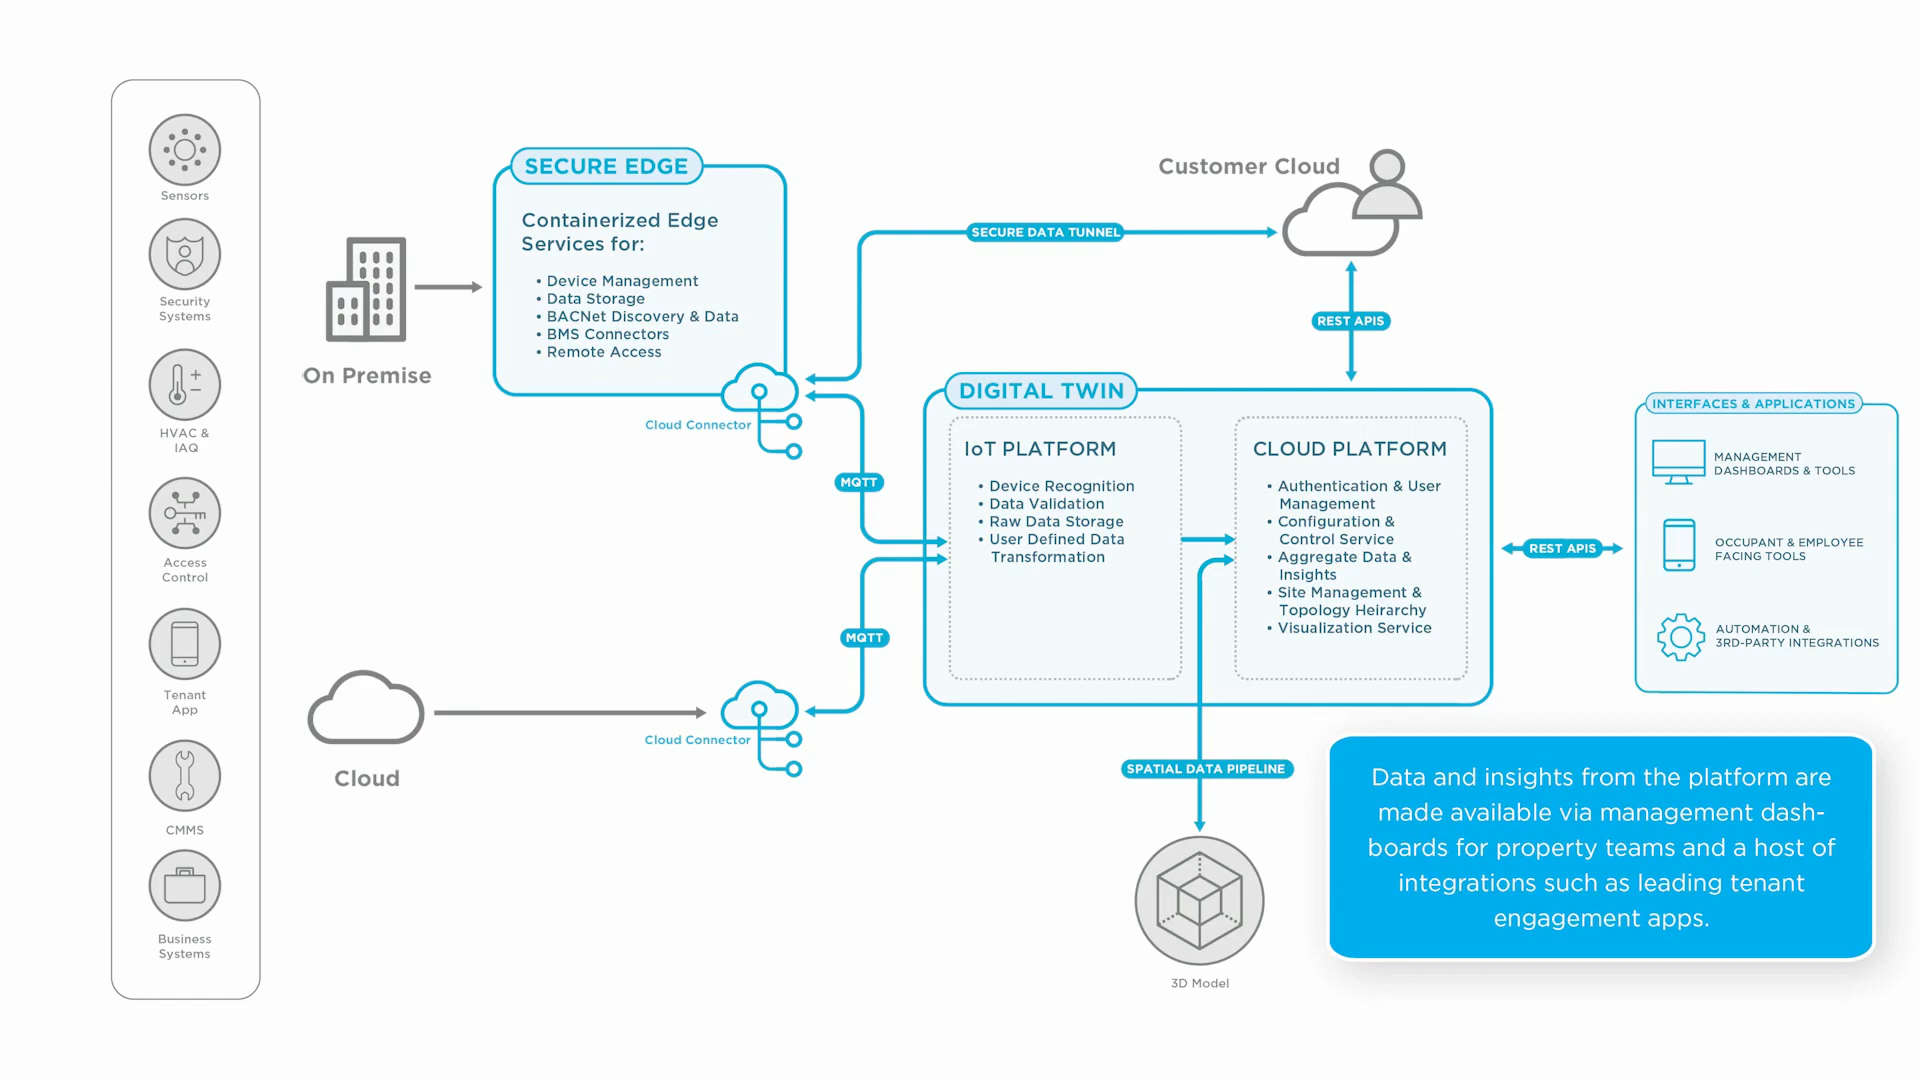 Sensors
Security
Systems
HVAC &
IAQ
Access
Control
Tenant
App
CMMS
Business
Systems
On Premise
Cloud
SECURE EDGE
Containerized Edge
Services for:
• Device Management
• Data Storage
• BACNet Discovery & Data
• BMS Connectors
• Remote Access
Cloud Connector
Cloud Connector
MQTT
MQTT
SECURE DATA TUNNEL
Customer Cloud
REST APIS
DIGITAL TWIN
IoT PLATFORM
• Device Recognition
• Data Validation
• Raw Data Storage
• User Defined Data
Transformation
CLOUD PLATFORM
• Authentication & User
Management
• Configuration &
Control Service
• Aggregate Data &
Insights
• Site Management &
Topology Heirarchy
• Visualization Service
SPATIAL DATA PIPELINE
3D Model
REST APIS
INTERFACES & APPLICATIONS
MANAGEMENT
DASHBOARDS & TOOLS
OCCUPANT & EMPLOYEE
FACING TOOLS
AUTOMATION &
3RD-PARTY INTEGRATIONS
Data and insights from the platform are
made available via management dash-
boards for property teams and a host of
integrations such as leading tenant
engagement apps.